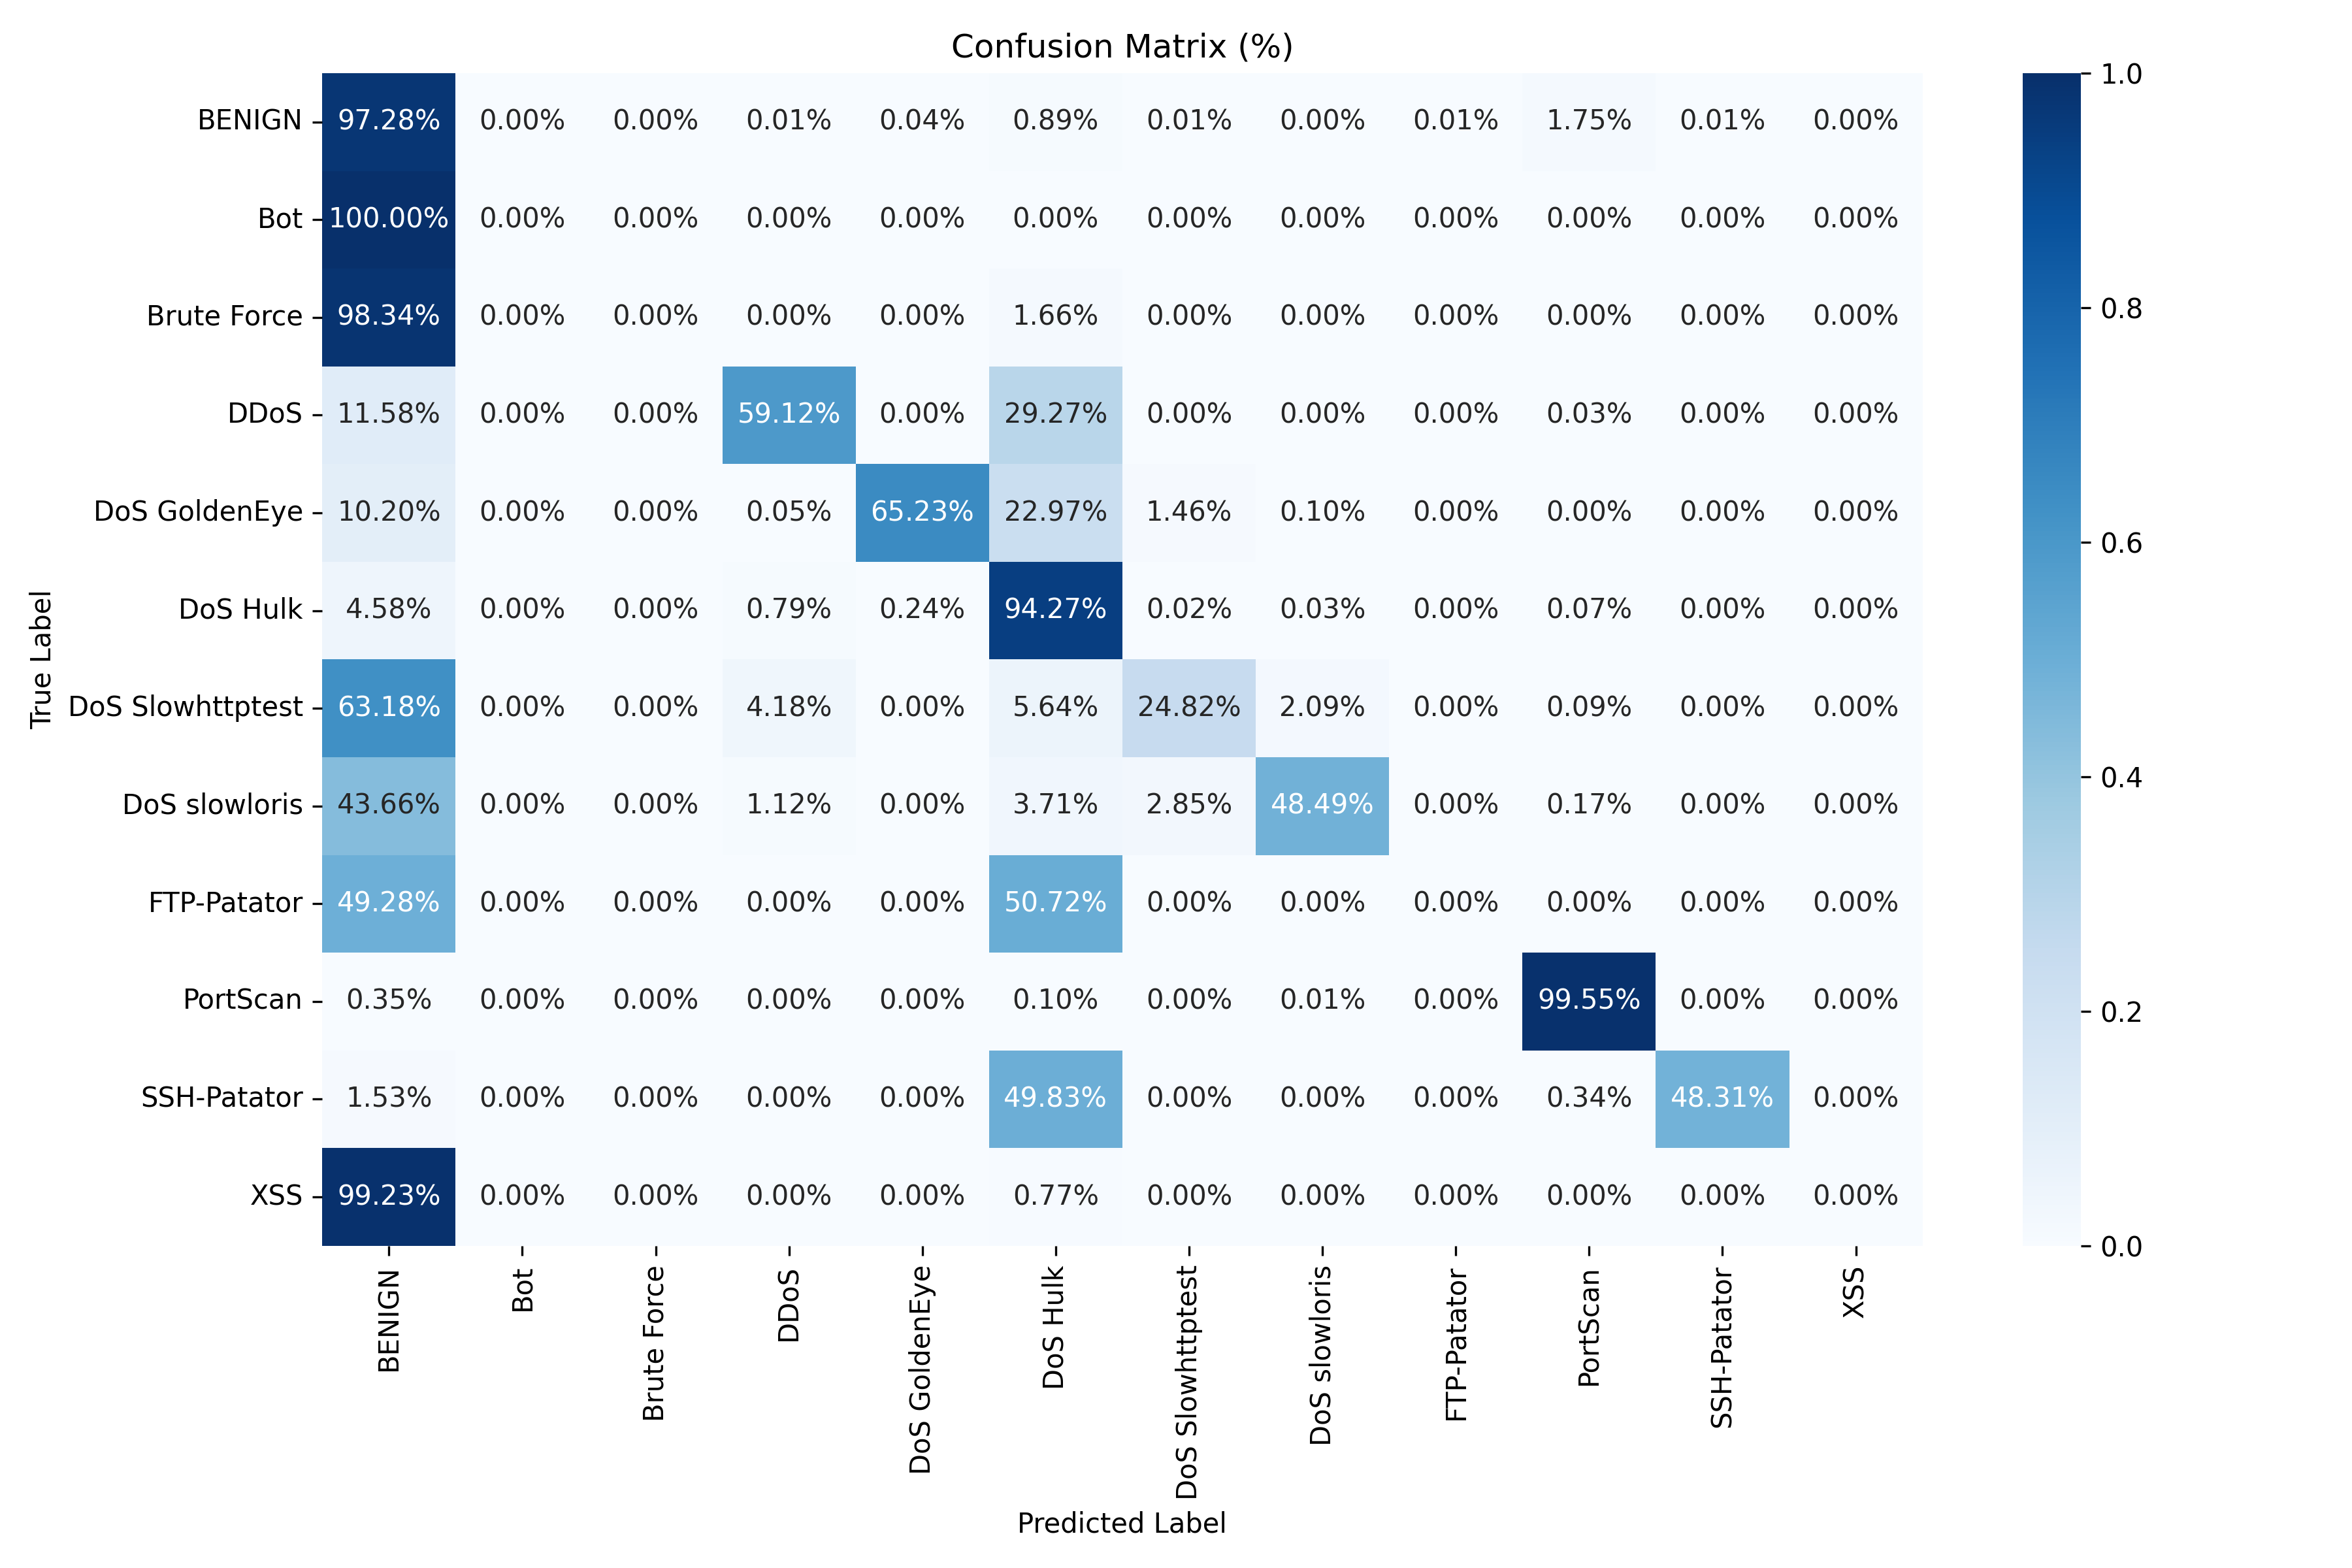 Confusion Matrix (%)
BENIGN 97.28% 0.00% 0.00% 0.01% 0.04% 0.89% 0.01% 0.00% 0.01% 1.75% 0.01% 0.00%
Bot 100.00% 0.00% 0.00% 0.00% 0.00% 0.00% 0.00% 0.00% 0.00% 0.00% 0.00% 0.00%
Brute Force 98.34% 0.00% 0.00% 0.00% 0.00% 1.66% 0.00% 0.00% 0.00% 0.00% 0.00% 0.00%
DDoS 11.58% 0.00% 0.00% 59.12% 0.00% 29.27% 0.00% 0.00% 0.00% 0.03% 0.00% 0.00%
DoS GoldenEye 10.20% 0.00% 0.00% 0.05% 65.23% 22.97% 1.46% 0.10% 0.00% 0.00% 0.00% 0.00%
DoS Hulk 4.58% 0.00% 0.00% 0.79% 0.24% 94.27% 0.02% 0.03% 0.00% 0.07% 0.00% 0.00%
DoS Slowhttptest 63.18% 0.00% 0.00% 4.18% 0.00% 5.64% 24.82% 2.09% 0.00% 0.09% 0.00% 0.00%
DoS slowloris 43.66% 0.00% 0.00% 1.12% 0.00% 3.71% 2.85% 48.49% 0.00% 0.17% 0.00% 0.00%
FTP-Patator 49.28% 0.00% 0.00% 0.00% 0.00% 50.72% 0.00% 0.00% 0.00% 0.00% 0.00% 0.00%
PortScan 0.35% 0.00% 0.00% 0.00% 0.00% 0.10% 0.00% 0.01% 0.00% 99.55% 0.00% 0.00%
SSH-Patator 1.53% 0.00% 0.00% 0.00% 0.00% 49.83% 0.00% 0.00% 0.00% 0.34% 48.31% 0.00%
XSS 99.23% 0.00% 0.00% 0.00% 0.00% 0.77% 0.00% 0.00% 0.00% 0.00% 0.00% 0.00%
True Label
BENIGN
Bot
Brute Force
DDoS
DoS GoldenEye
DoS Hulk
DoS Slowhttptest
DoS slowloris
FTP-Patator
PortScan
SSH-Patator
XSS
Predicted Label
1.0
0.8
0.6
0.4
0.2
0.0